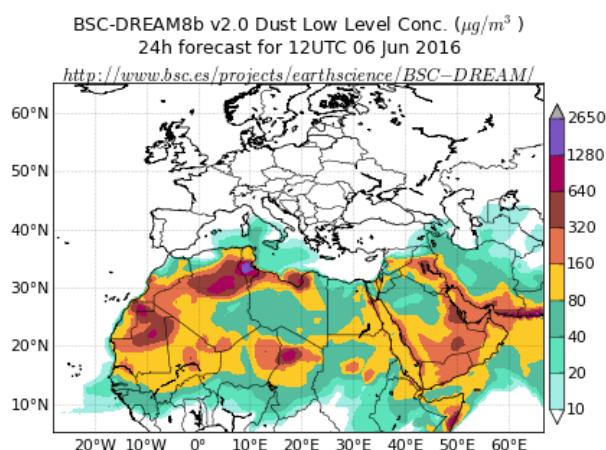 BSC-DREAM8b v2.0 Dust Low Level Conc. (μg/m³ )
24h forecast for 12UTC 06 Jun 2016
http://www.bsc.es/projects/earthscience/BSC−DREAM/
60°N
50°N
40°N
30°N
20°N
10°N
20°W
10°W
0°
10°E
20°E
30°E
40°E
50°E
60°E
2650
1280
640
320
160
80
40
20
10